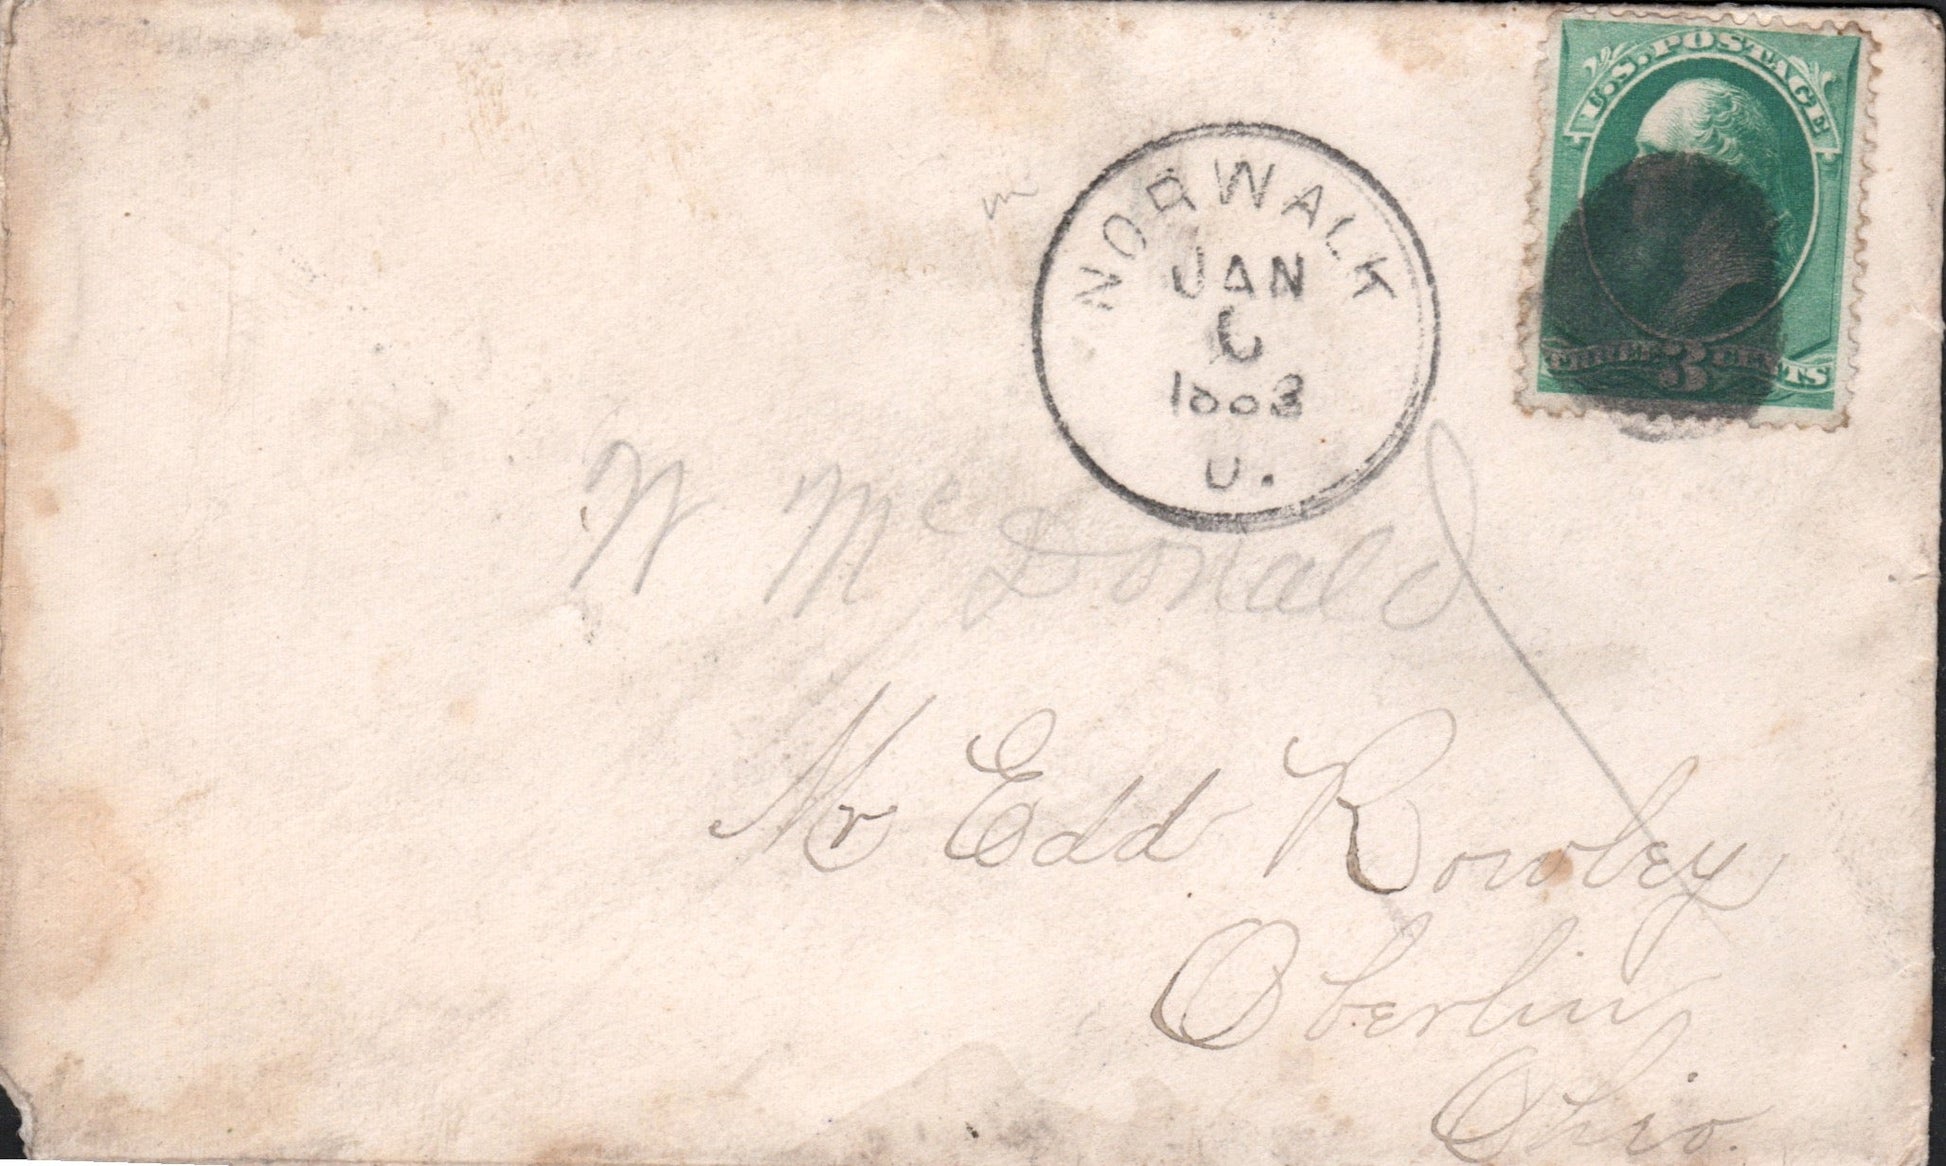 U.S. POSTAGE
THREE 3 CENTS
NORWALK
JAN
6
1883
O.
W McDonald
Mr Edd Rowley
Oberlin
Ohio.